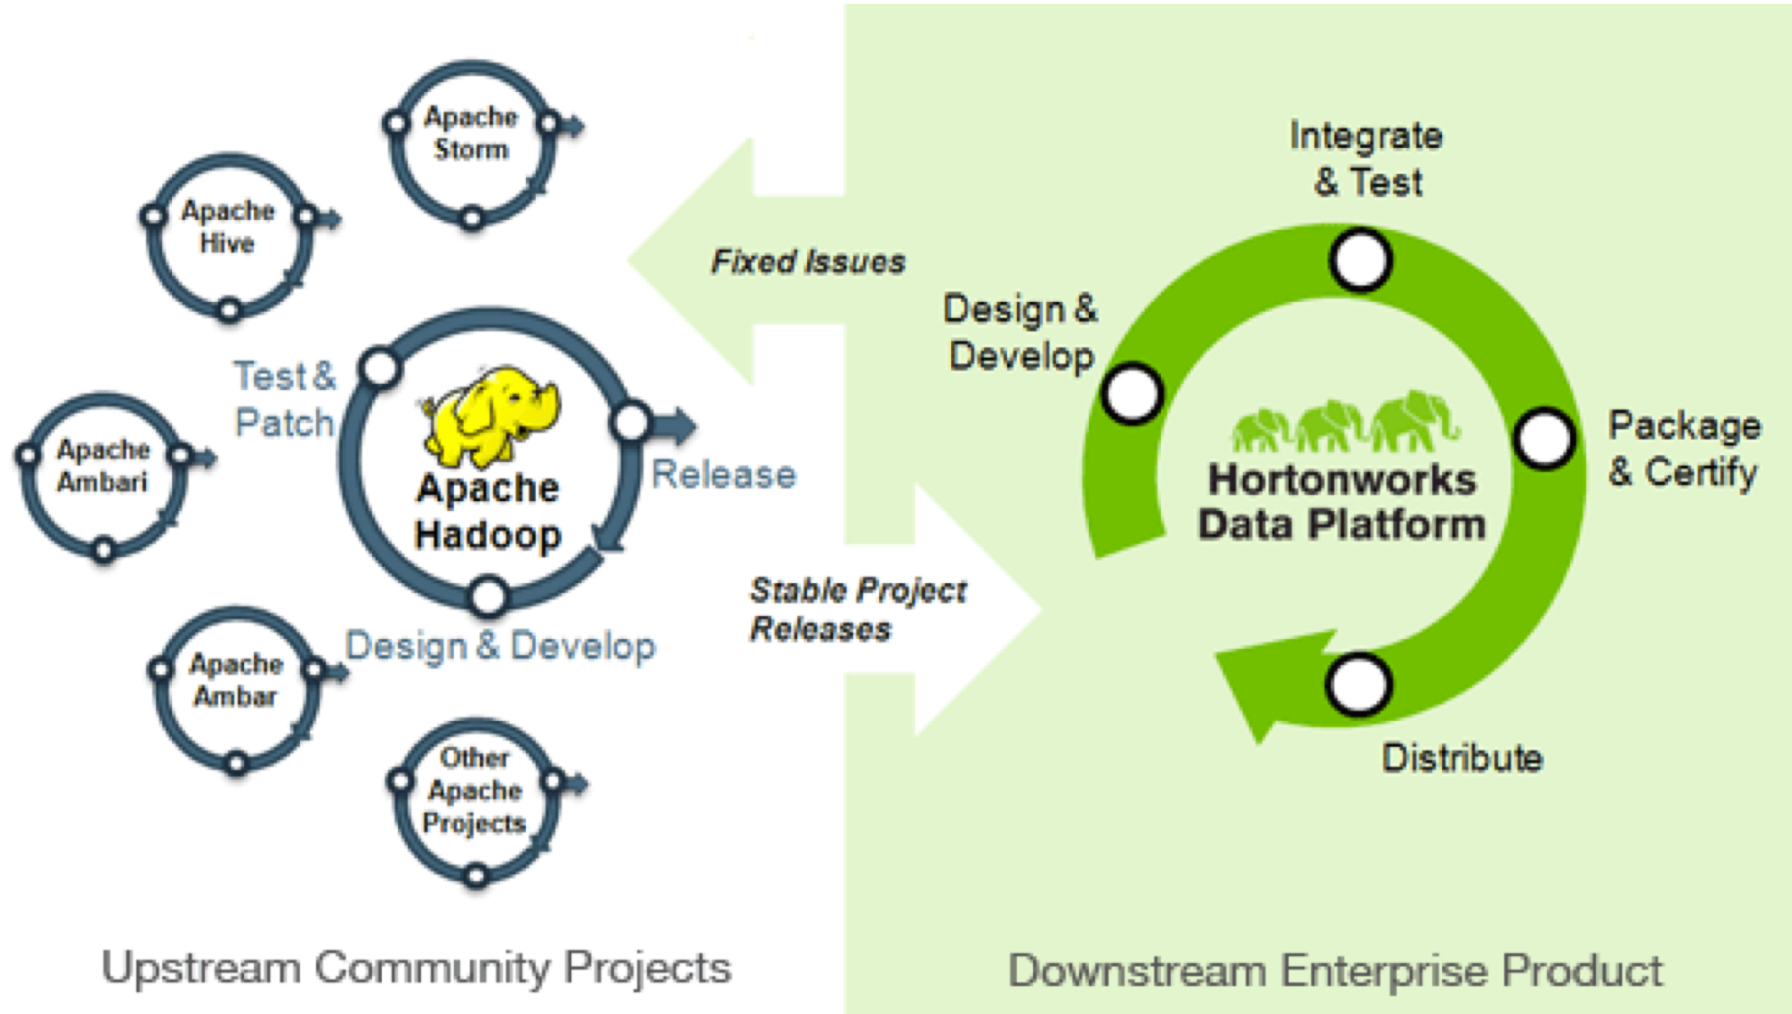 Apache
Storm
Apache
Hive
Test &
Patch
Apache
Hadoop
Release
Design & Develop
Apache
Ambari
Apache
Ambar
Other
Apache
Projects
Upstream Community Projects
Fixed Issues
Stable Project
Releases
Integrate
& Test
Design &
Develop
Hortonworks
Data Platform
Package
& Certify
Distribute
Downstream Enterprise Product